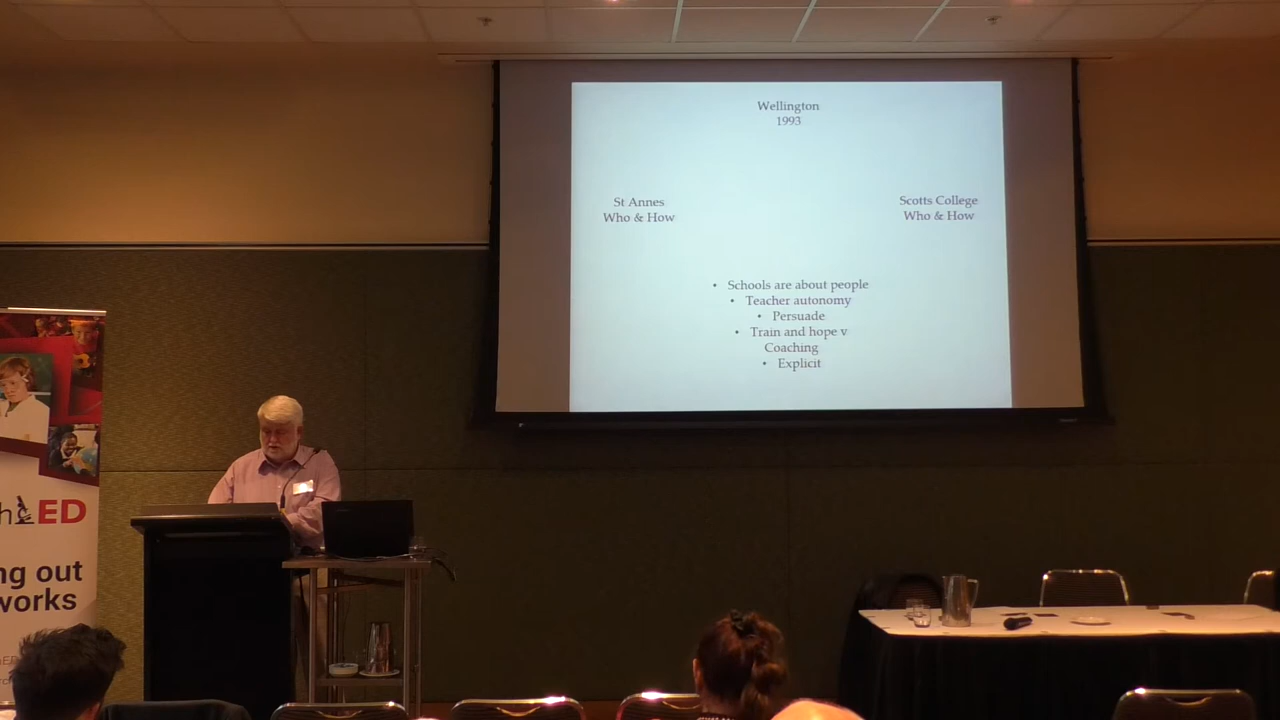 Wellington
1993
St Annes
Who & How
Scotts College
Who & How
• Schools are about people
• Teacher autonomy
• Persuade
• Train and hope v
Coaching
• Explicit
hED
ng out
works